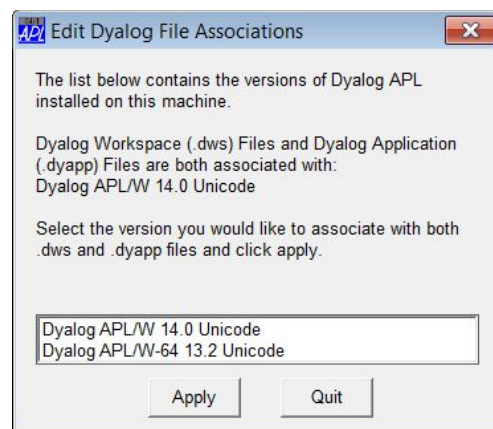 APL Edit Dyalog File Associations
The list below contains the versions of Dyalog APL
installed on this machine.
Dyalog Workspace (.dws) Files and Dyalog Application
(.dyapp) Files are both associated with:
Dyalog APL/W 14.0 Unicode
Select the version you would like to associate with both
.dws and .dyapp files and click apply.
Dyalog APL/W 14.0 Unicode
Dyalog APL/W-64 13.2 Unicode
Apply Quit